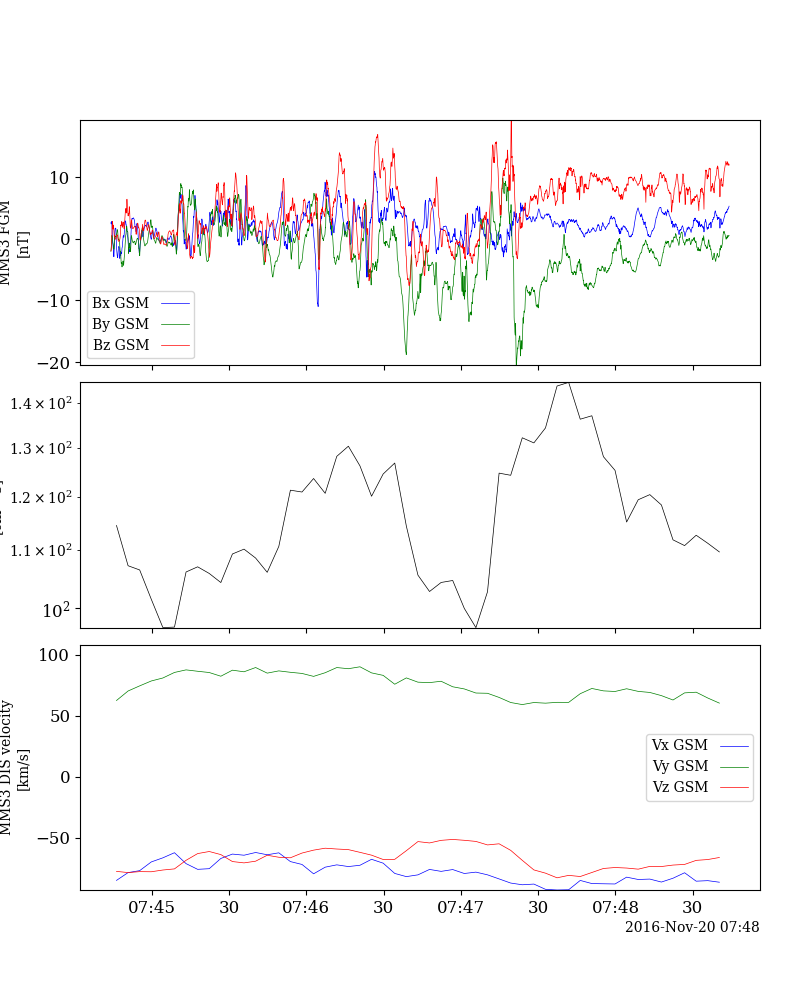 MMS3 FGM
[nT]
10
0
−10
−20
Bx GSM
By GSM
Bz GSM
1.4 × 10²
1.3 × 10²
1.2 × 10²
1.1 × 10²
10²
MMS3 DIS velocity
[km/s]
100
50
0
−50
Vx GSM
Vy GSM
Vz GSM
07:45 30 07:46 30 07:47 30 07:48 30
2016-Nov-20 07:48